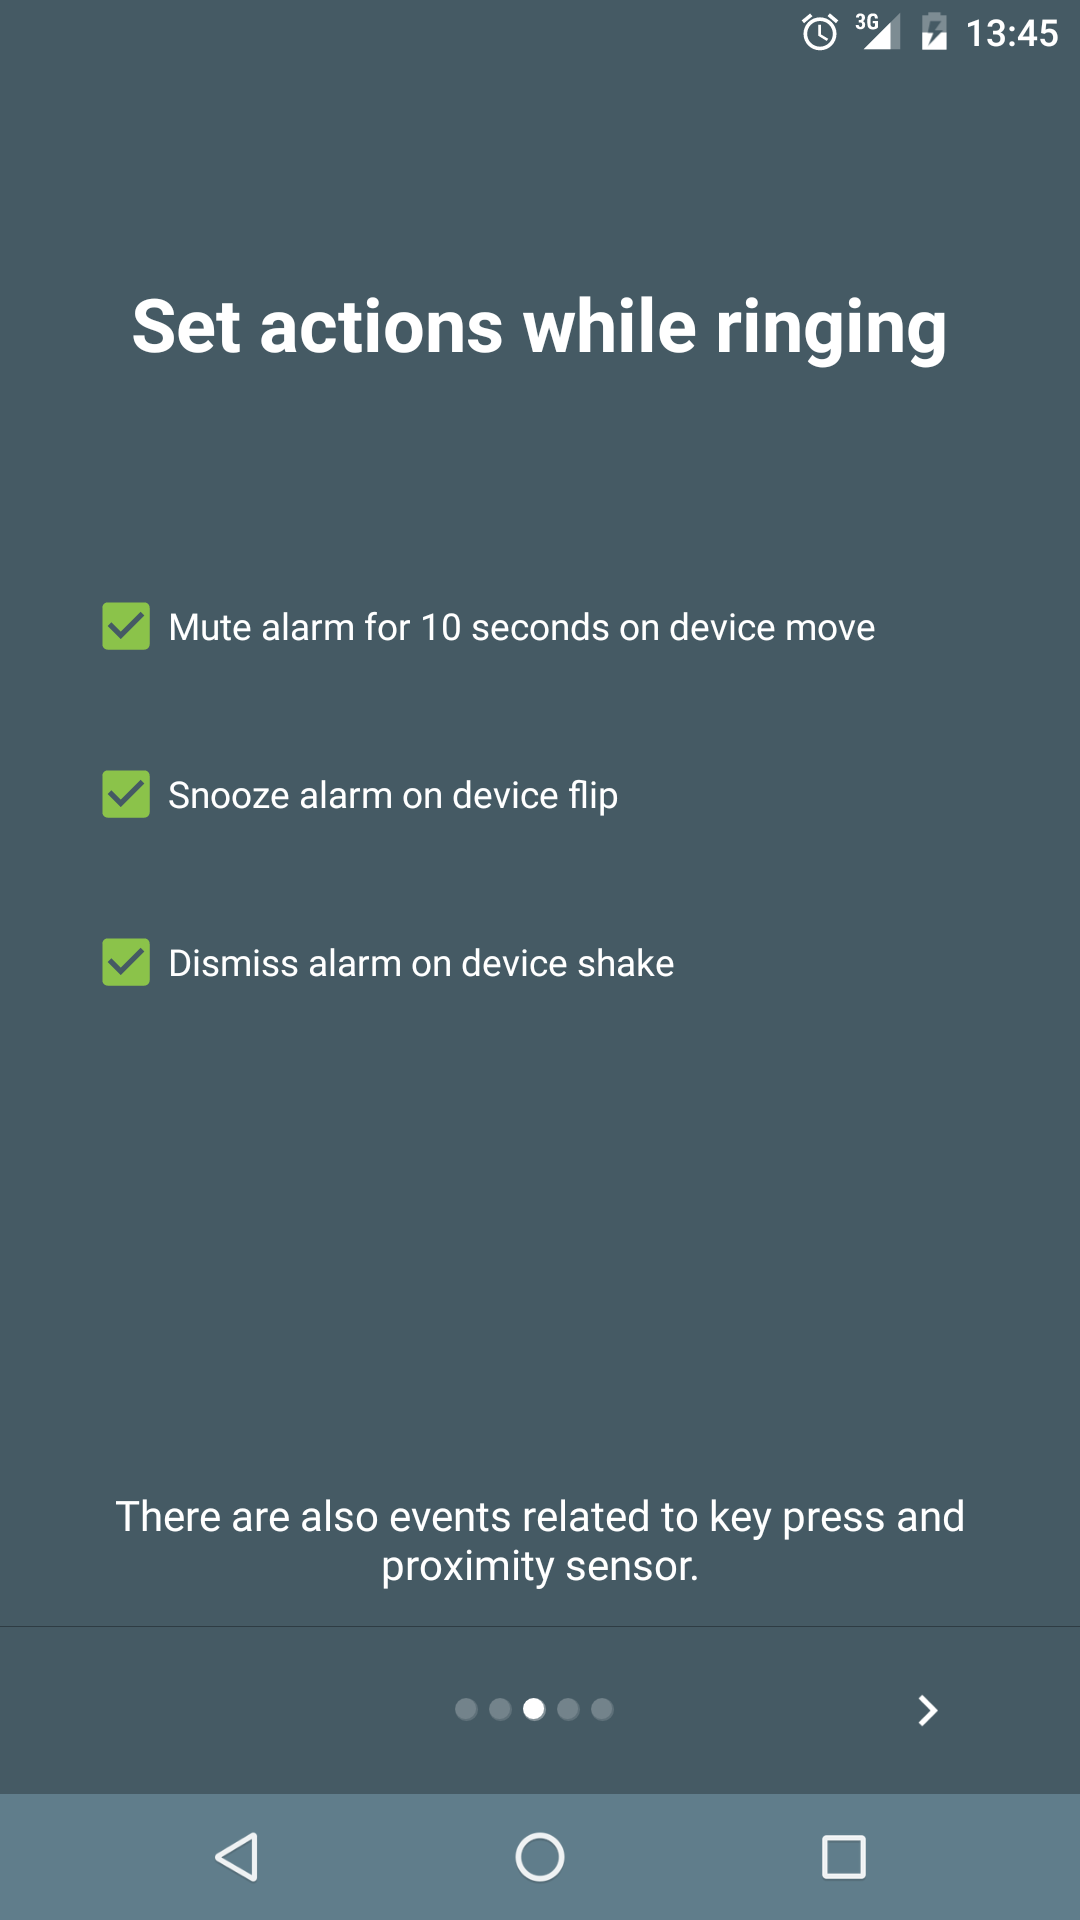 3G 13:45
Set actions while ringing
Mute alarm for 10 seconds on device move
Snooze alarm on device flip
Dismiss alarm on device shake
There are also events related to key press and
proximity sensor.